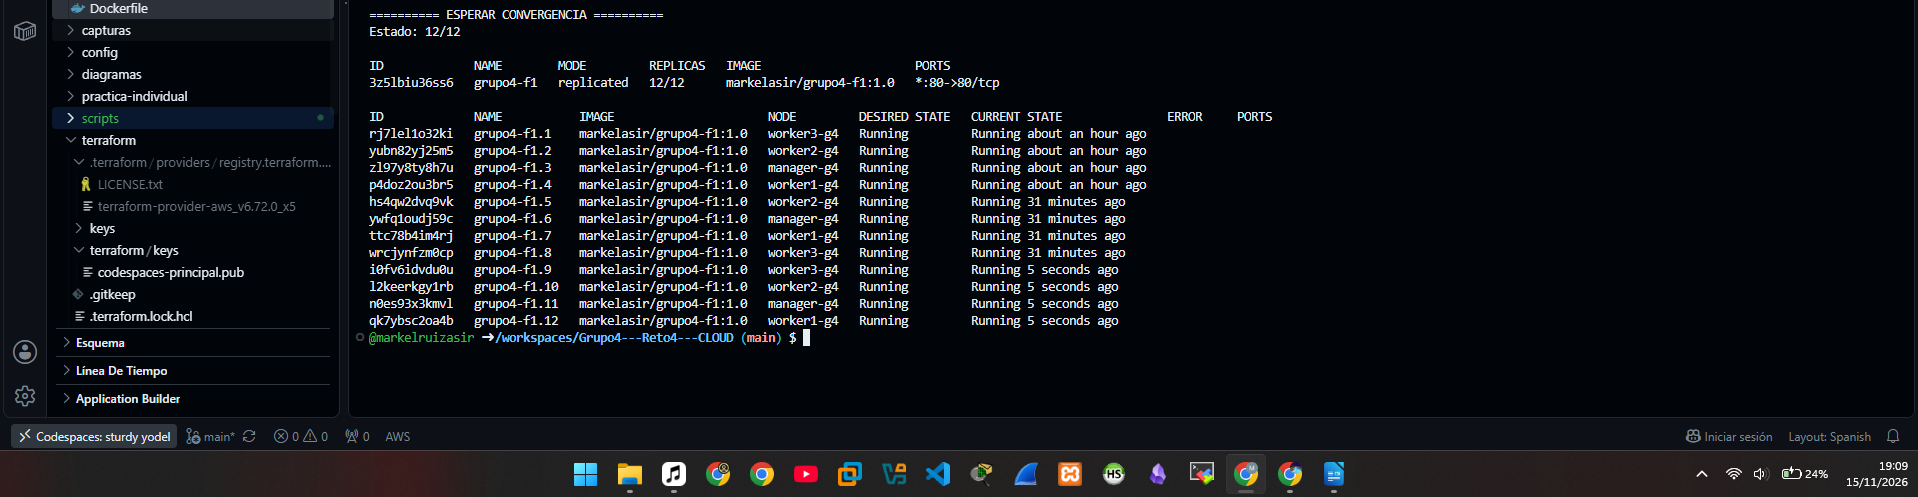 Dockerfile
capturas
config
diagramas
practica-individual
scripts
terraform
.terraform / providers / registry.terraform....
LICENSE.txt
terraform-provider-aws_v6.72.0_x5
keys
terraform / keys
codespaces-principal.pub
.gitkeep
.terraform.lock.hcl
Esquema
Línea De Tiempo
Application Builder
========== ESPERAR CONVERGENCIA ==========
Estado: 12/12
ID NAME MODE REPLICAS IMAGE PORTS
3z5lbiu36ss6 grupo4-f1 replicated 12/12 markelasir/grupo4-f1:1.0 *:80->80/tcp
ID NAME IMAGE NODE DESIRED STATE CURRENT STATE ERROR PORTS
rj7lel1o32ki grupo4-f1.1 markelasir/grupo4-f1:1.0 worker3-g4 Running Running about an hour ago
yubn82yj25m5 grupo4-f1.2 markelasir/grupo4-f1:1.0 worker2-g4 Running Running about an hour ago
zl97y8ty8h7u grupo4-f1.3 markelasir/grupo4-f1:1.0 manager-g4 Running Running about an hour ago
p4doz2ou3br5 grupo4-f1.4 markelasir/grupo4-f1:1.0 worker1-g4 Running Running about an hour ago
hs4qw2dvq9vk grupo4-f1.5 markelasir/grupo4-f1:1.0 worker2-g4 Running Running 31 minutes ago
ywfq1oudj59c grupo4-f1.6 markelasir/grupo4-f1:1.0 manager-g4 Running Running 31 minutes ago
ttc78b4im4rj grupo4-f1.7 markelasir/grupo4-f1:1.0 worker1-g4 Running Running 31 minutes ago
wrcjynfzm0cp grupo4-f1.8 markelasir/grupo4-f1:1.0 worker3-g4 Running Running 31 minutes ago
i0fv6idvdu0u grupo4-f1.9 markelasir/grupo4-f1:1.0 worker3-g4 Running Running 5 seconds ago
l2keerkgy1rb grupo4-f1.10 markelasir/grupo4-f1:1.0 worker2-g4 Running Running 5 seconds ago
n0es93x3kmvl grupo4-f1.11 markelasir/grupo4-f1:1.0 manager-g4 Running Running 5 seconds ago
qk7ybsc2oa4b grupo4-f1.12 markelasir/grupo4-f1:1.0 worker1-g4 Running Running 5 seconds ago
@markelruizasir ➜/workspaces/Grupo4---Reto4---CLOUD (main) $
Codespaces: sturdy yodel main* 0 0 0 AWS
Iniciar sesión Layout: Spanish
HS
24%
19:09
15/11/2026